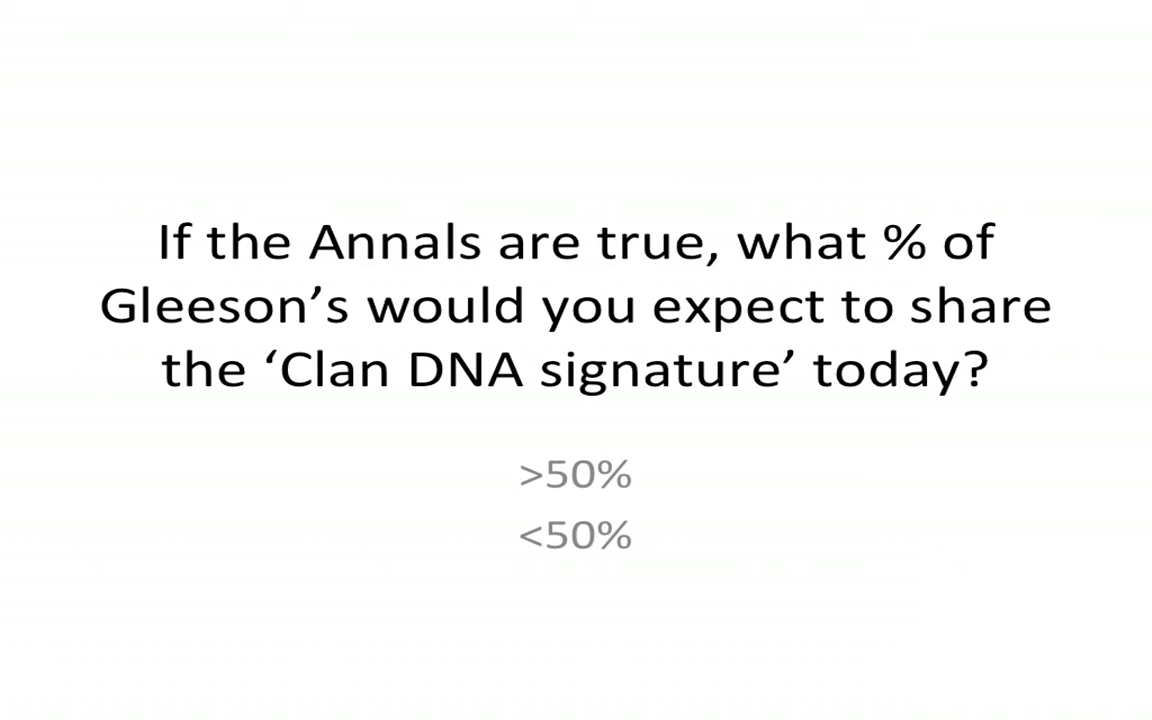 If the Annals are true, what % of
Gleeson’s would you expect to share
the ‘Clan DNA signature’ today?
>50%
<50%